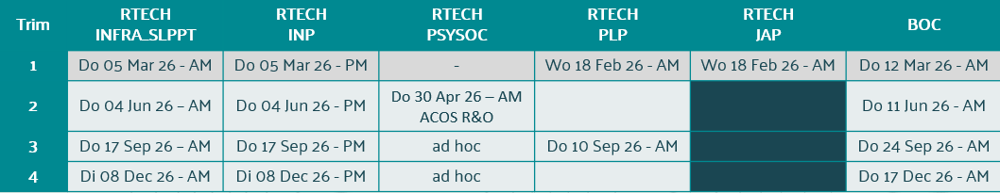 Trim RTECH INFRA_SLPPT RTECH INP RTECH PSYSOC RTECH PLP RTECH JAP BOC
1 Do 05 Mar 26 - AM Do 05 Mar 26 - PM - Wo 18 Feb 26 - AM Wo 18 Feb 26 - AM Do 12 Mar 26 - AM
2 Do 04 Jun 26 – AM Do 04 Jun 26 - PM Do 30 Apr 26 – AM ACOS R&O Do 11 Jun 26 - AM
3 Do 17 Sep 26 – AM Do 17 Sep 26 - PM ad hoc Do 10 Sep 26 - AM Do 24 Sep 26 - AM
4 Di 08 Dec 26 - AM Di 08 Dec 26 - PM ad hoc Do 17 Dec 26 - AM